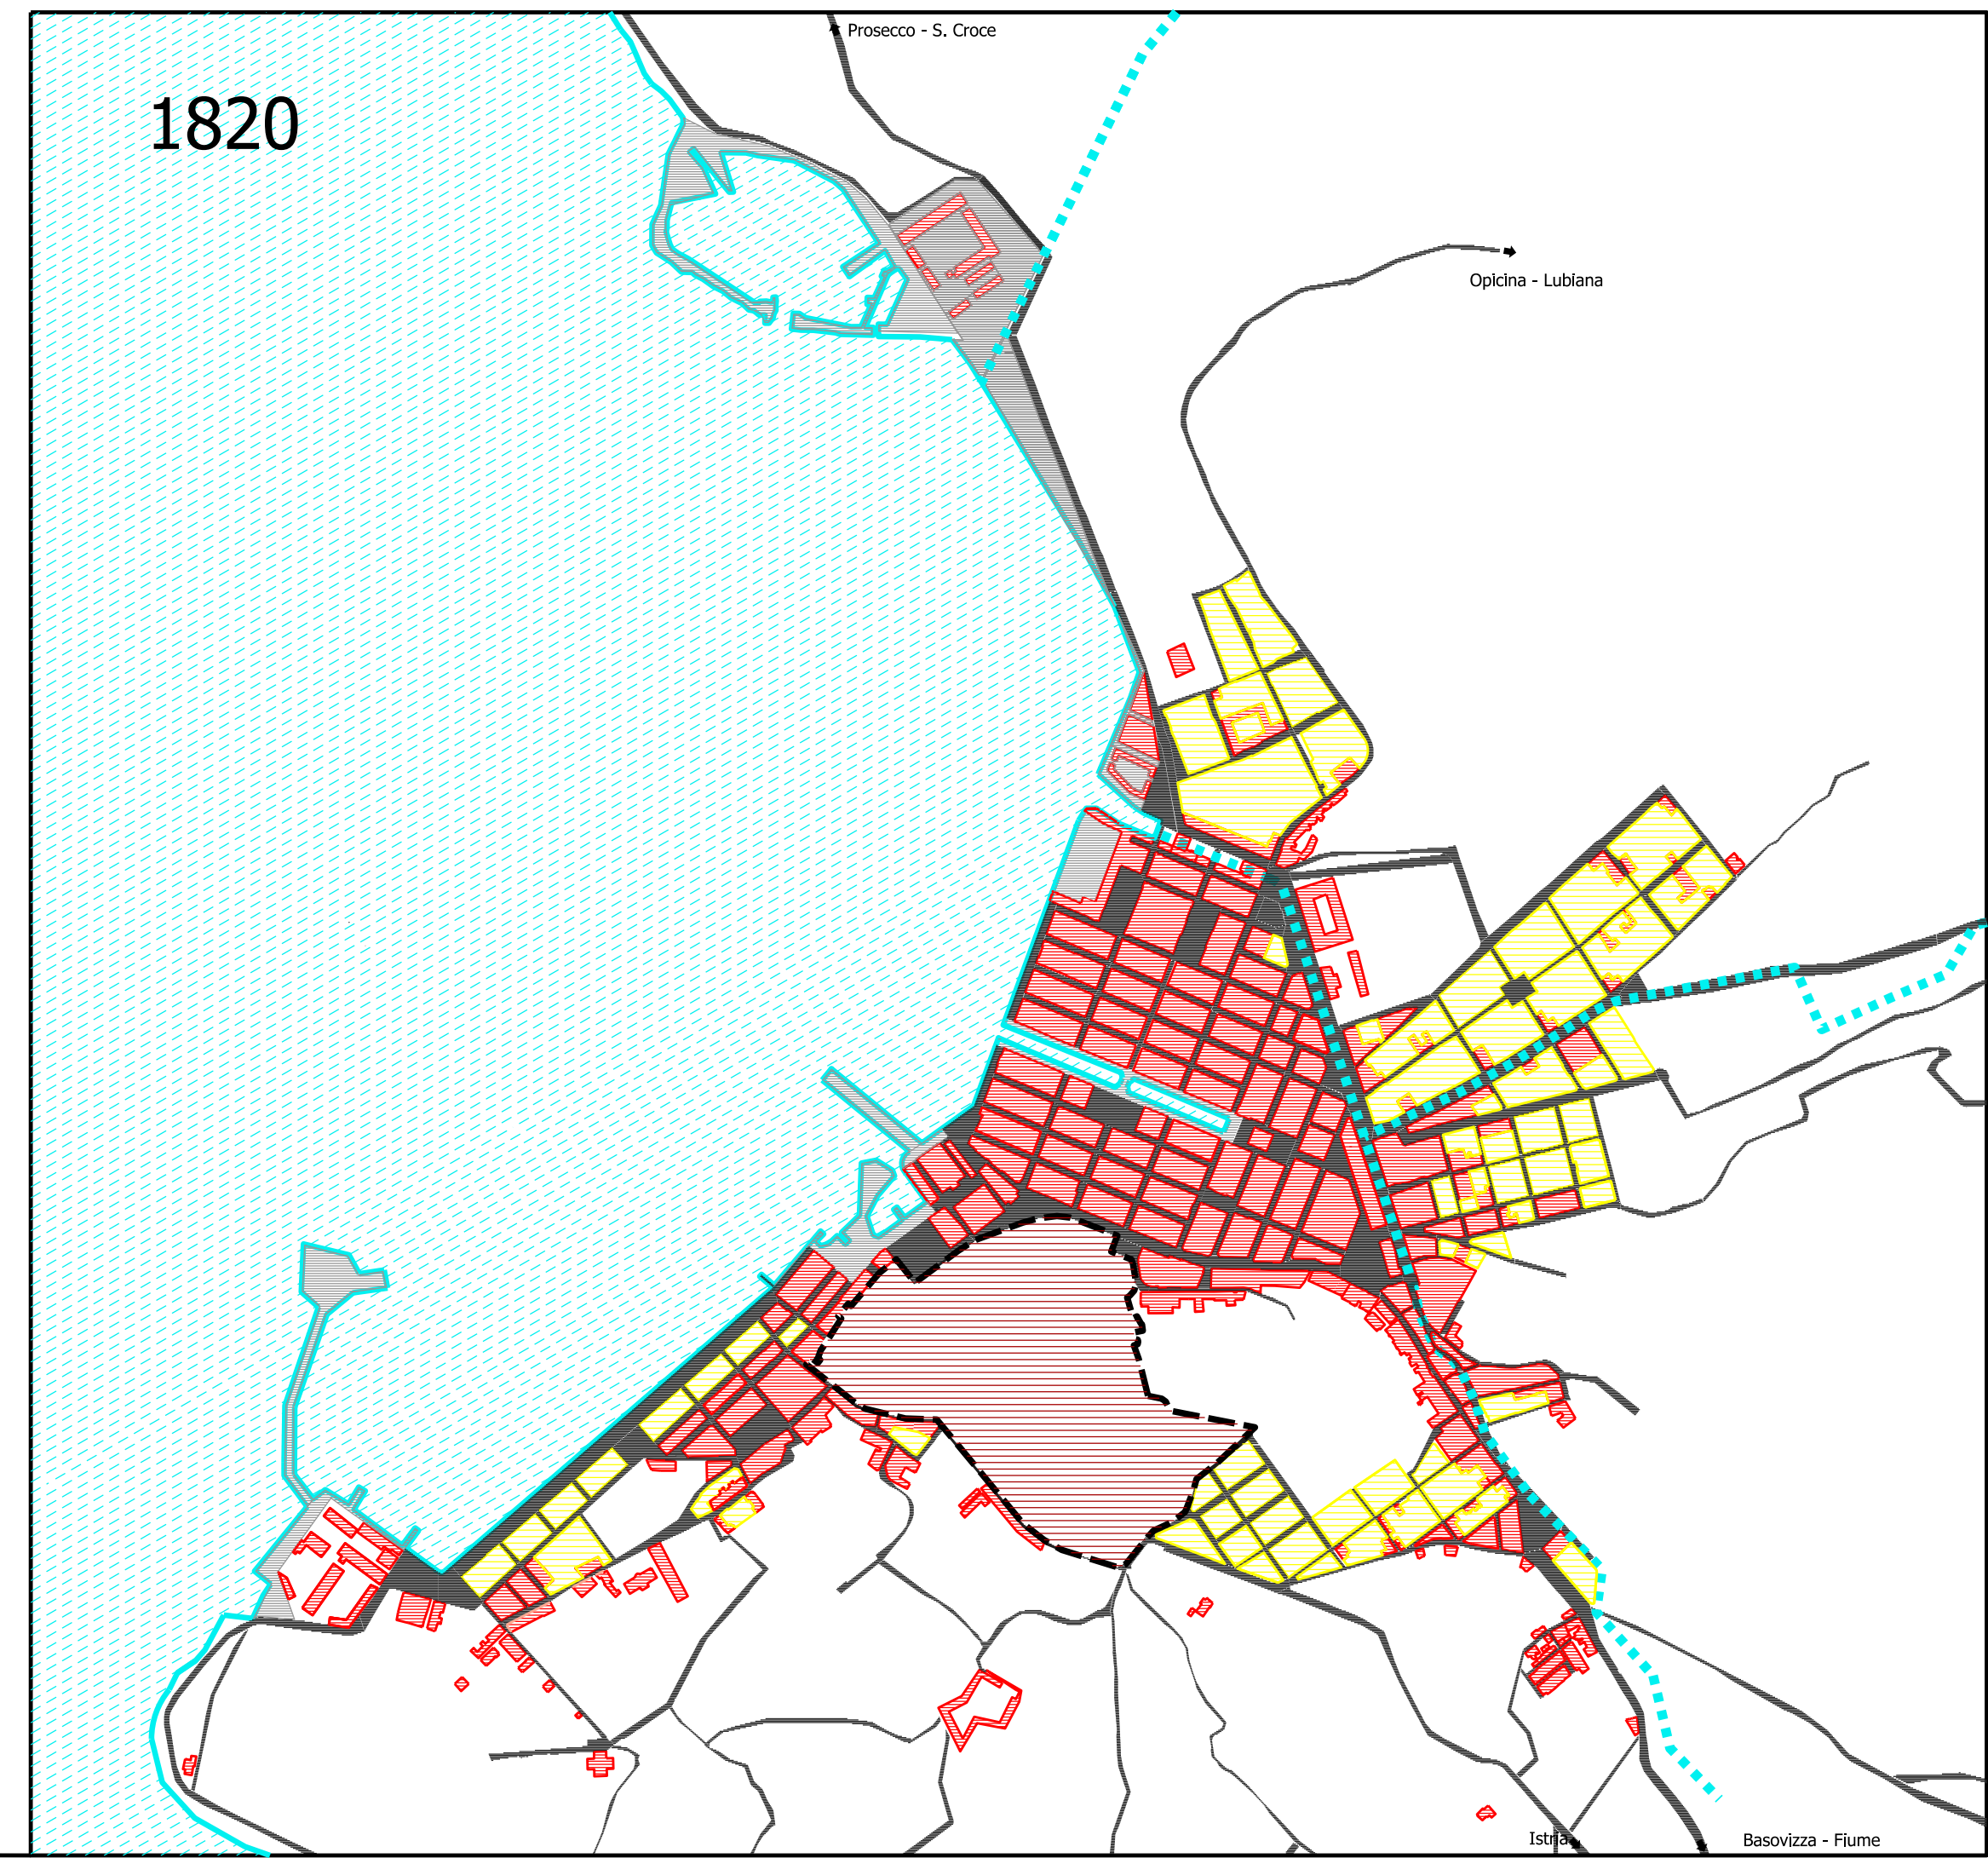 Prosecco - S. Croce
1820
Opicina - Lubiana
Istria
Basovizza - Fiume